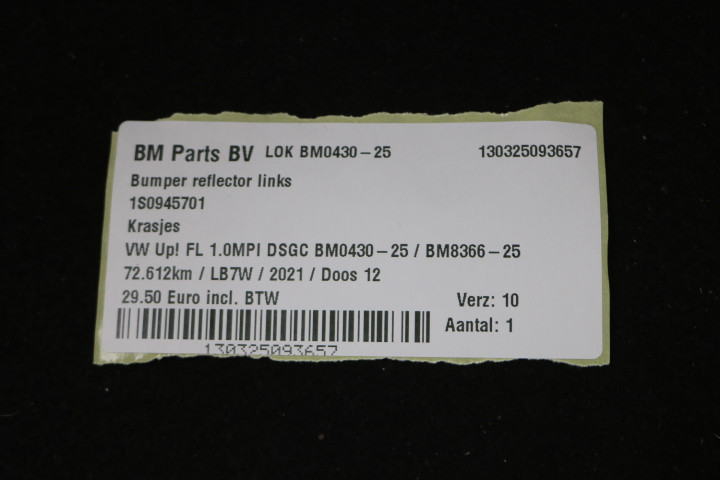 BM Parts BV LOK BM0430-25 130325093657
Bumper reflector links
1S0945701
Krasjes
VW Up! FL 1.0MPI DSGC BM0430-25 / BM8366-25
72.612km / LB7W / 2021 / Doos 12
29.50 Euro incl. BTW Verz: 10
Aantal: 1
130325093657